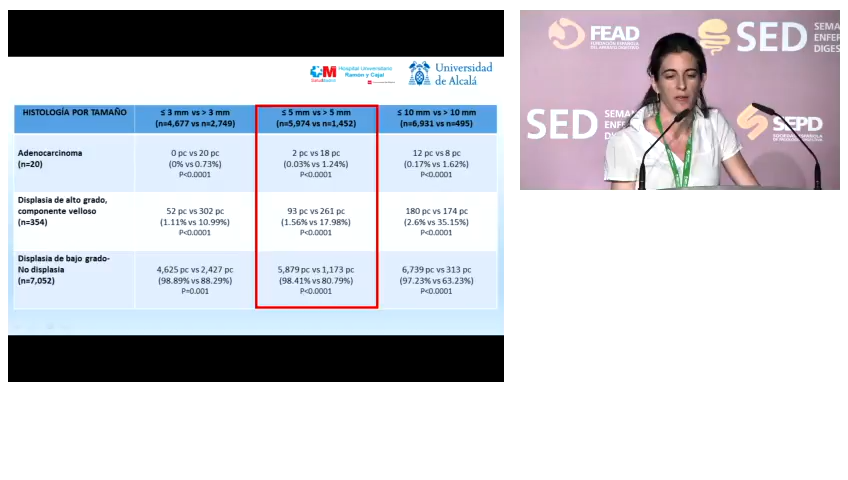 SaludMadrid
Hospital Universitario
Ramón y Cajal
Universidad
de Alcalá
HISTOLOGÍA POR TAMAÑO
≤ 3 mm vs > 3 mm
(n=4,677 vs n=2,749)
≤ 5 mm vs > 5 mm
(n=5,974 vs n=1,452)
≤ 10 mm vs > 10 mm
(n=6,931 vs n=495)
Adenocarcinoma
(n=20)
0 pc vs 20 pc
(0% vs 0.73%)
P<0.0001
2 pc vs 18 pc
(0.03% vs 1.24%)
P<0.0001
12 pc vs 8 pc
(0.17% vs 1.62%)
P<0.0001
Displasia de alto grado,
componente velloso
(n=354)
52 pc vs 302 pc
(1.11% vs 10.99%)
P<0.0001
93 pc vs 261 pc
(1.56% vs 17.98%)
P<0.0001
180 pc vs 174 pc
(2.6% vs 35.15%)
P<0.0001
Displasia de bajo grado-
No displasia
(n=7,052)
4,625 pc vs 2,427 pc
(98.89% vs 88.29%)
P=0.001
5,879 pc vs 1,173 pc
(98.41% vs 80.79%)
P<0.0001
6,739 pc vs 313 pc
(97.23% vs 63.23%)
P<0.0001
FEAD
SED
SEMA
ENFER
DIGES
SED
SEMAN
ENFE
DI
SEPD